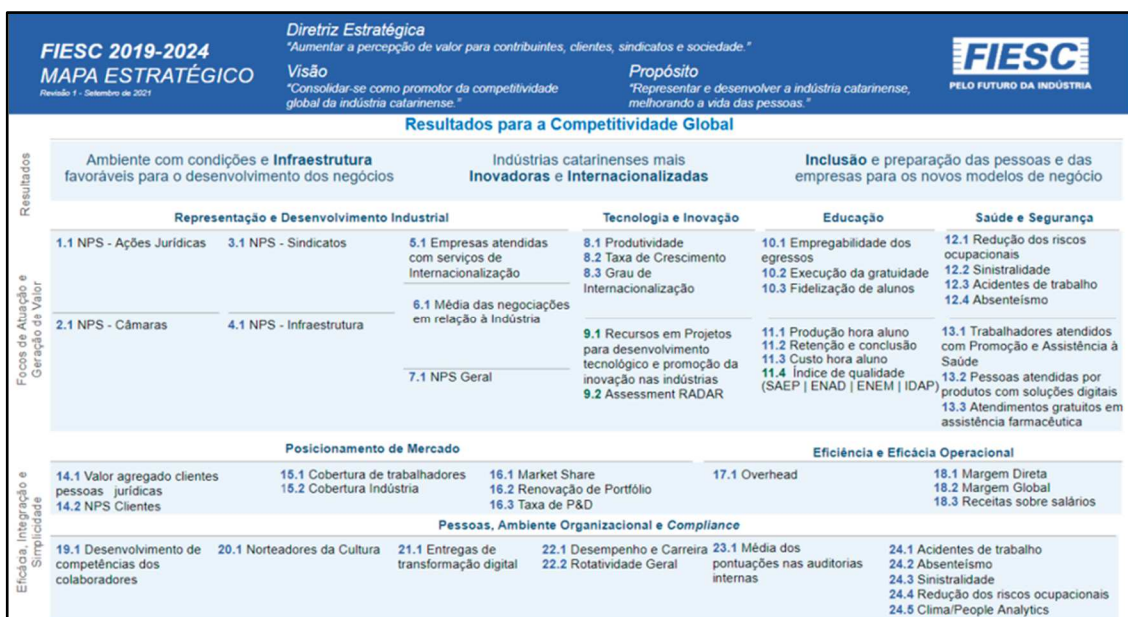 FIESC 2019-2024
MAPA ESTRATÉGICO
Revisão 1 - Setembro de 2021
Diretriz Estratégica
"Aumentar a percepção de valor para contribuintes, clientes, sindicatos e sociedade."
Visão
"Consolidar-se como promotor da competitividade
global da indústria catarinense."
Propósito
"Representar e desenvolver a indústria catarinense,
melhorando a vida das pessoas."
FIESC
PELO FUTURO DA INDÚSTRIA
Resultados para a Competitividade Global
Resultados
Ambiente com condições e Infraestrutura
favoráveis para o desenvolvimento dos negócios
Indústrias catarinenses mais
Inovadoras e Internacionalizadas
Inclusão e preparação das pessoas e das
empresas para os novos modelos de negócio
Focos de Atuação e
Geração de Valor
Representação e Desenvolvimento Industrial
1.1 NPS - Ações Jurídicas
2.1 NPS - Câmaras
3.1 NPS - Sindicatos
4.1 NPS - Infraestrutura
5.1 Empresas atendidas
com serviços de
Internacionalização
6.1 Média das negociações
em relação à Indústria
7.1 NPS Geral
Tecnologia e Inovação
8.1 Produtividade
8.2 Taxa de Crescimento
8.3 Grau de
Internacionalização
9.1 Recursos em Projetos
para desenvolvimento
tecnológico e promoção da
inovação nas indústrias
9.2 Assessment RADAR
Educação
10.1 Empregabilidade dos
egressos
10.2 Execução da gratuidade
10.3 Fidelização de alunos
11.1 Produção hora aluno
11.2 Retenção e conclusão
11.3 Custo hora aluno
11.4 Índice de qualidade
(SAEP | ENAD | ENEM | IDAP)
Saúde e Segurança
12.1 Redução dos riscos
ocupacionais
12.2 Sinistralidade
12.3 Acidentes de trabalho
12.4 Absenteísmo
13.1 Trabalhadores atendidos
com Promoção e Assistência à
Saúde
13.2 Pessoas atendidas por
produtos com soluções digitais
13.3 Atendimentos gratuitos em
assistência farmacêutica
Eficácia, Integração e
Simplicidade
Posicionamento de Mercado
14.1 Valor agregado clientes
pessoas jurídicas
14.2 NPS Clientes
15.1 Cobertura de trabalhadores
15.2 Cobertura Indústria
16.1 Market Share
16.2 Renovação de Portfólio
16.3 Taxa de P&D
Eficiência e Eficácia Operacional
17.1 Overhead
18.1 Margem Direta
18.2 Margem Global
18.3 Receitas sobre salários
Pessoas, Ambiente Organizacional e Compliance
19.1 Desenvolvimento de
competências dos
colaboradores
20.1 Norteadores da Cultura
21.1 Entregas de
transformação digital
22.1 Desempenho e Carreira
22.2 Rotatividade Geral
23.1 Média dos
pontuações nas auditorias
internas
24.1 Acidentes de trabalho
24.2 Absenteísmo
24.3 Sinistralidade
24.4 Redução dos riscos ocupacionais
24.5 Clima/People Analytics